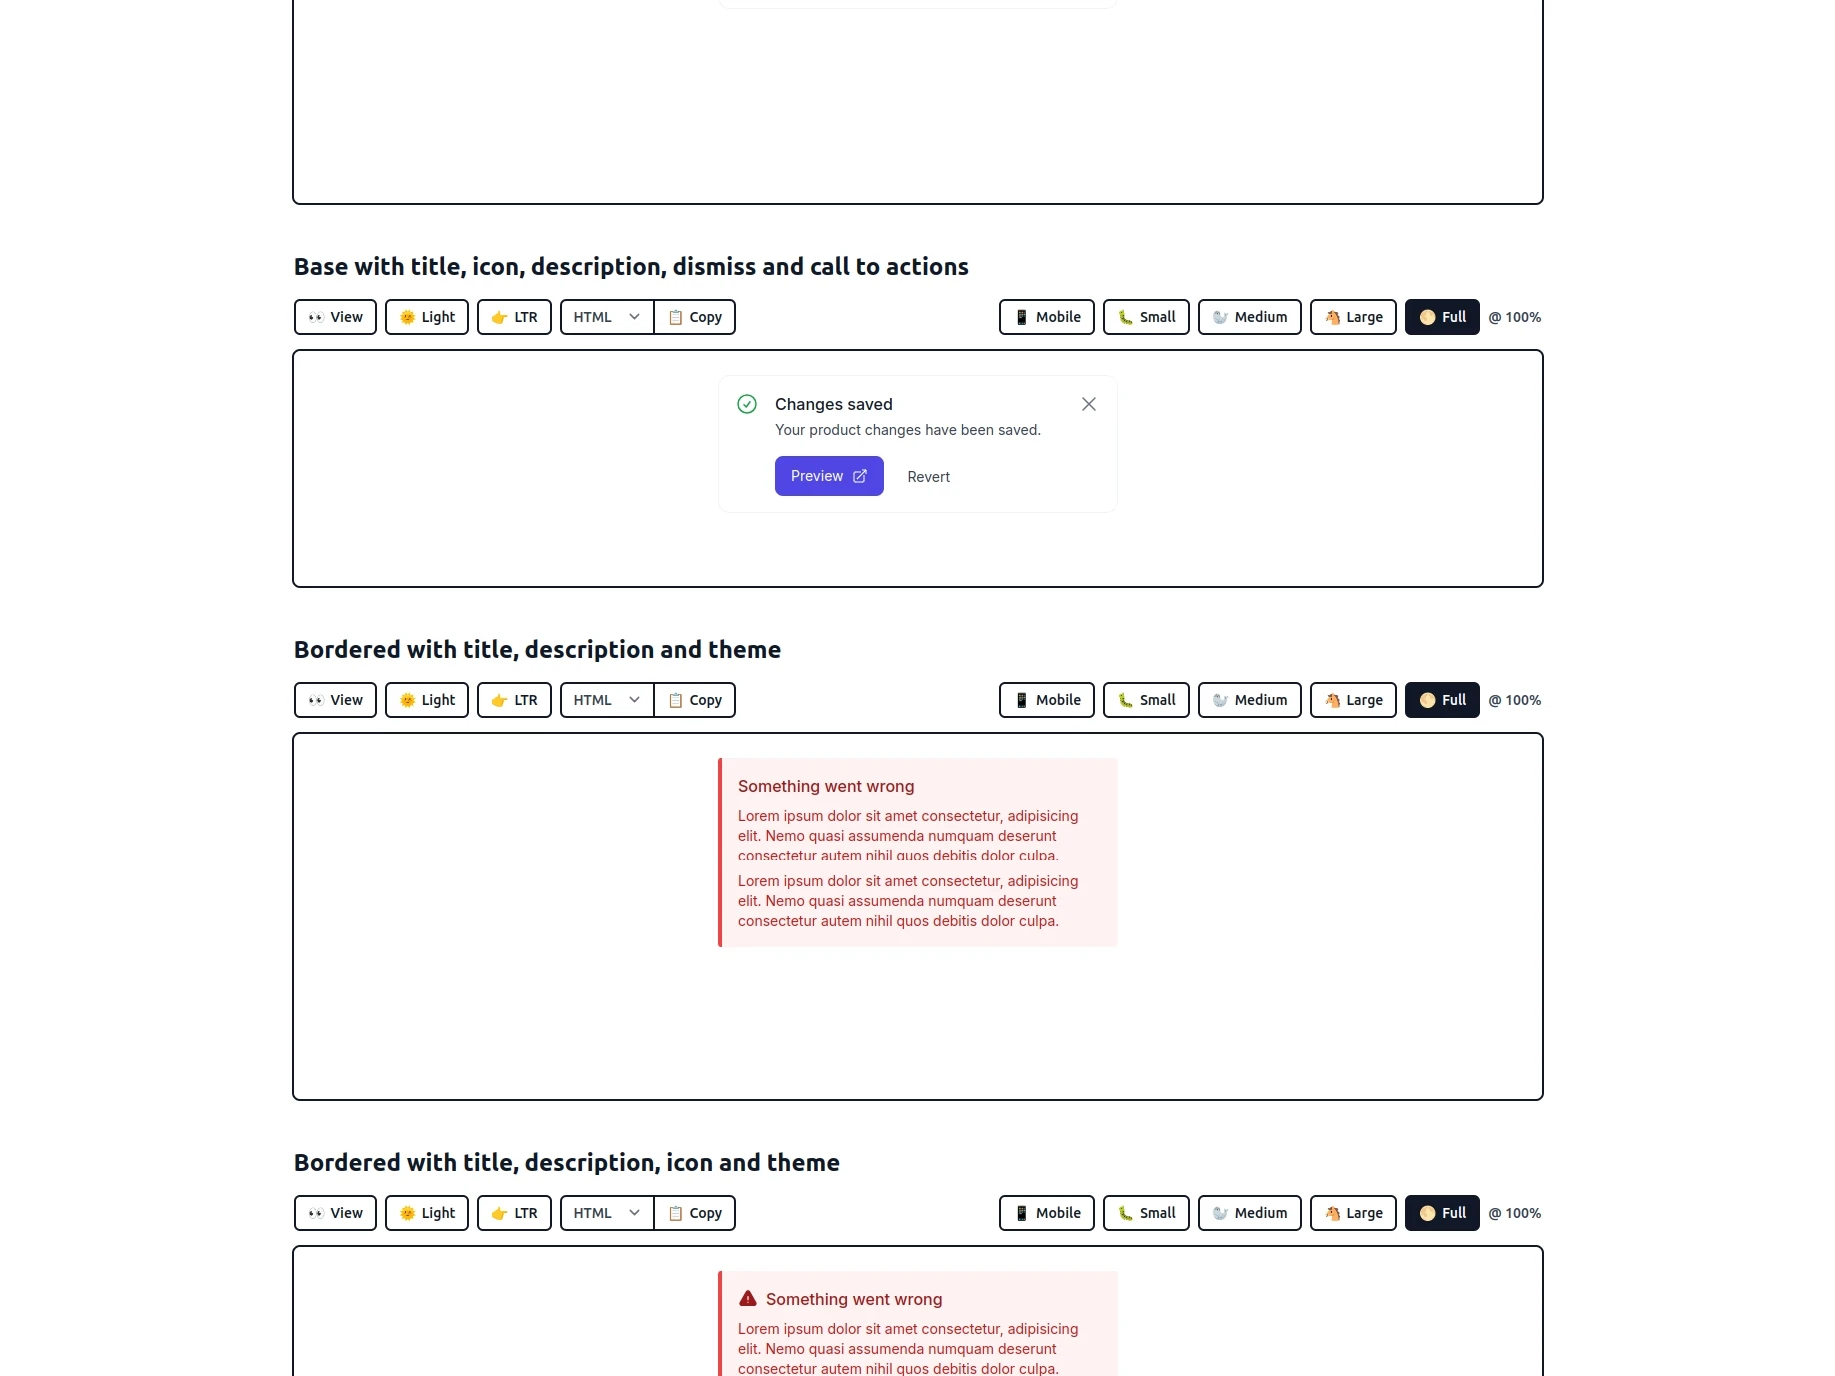 Base with title, icon, description, dismiss and call to actions
👀 View 🌞 Light 👉 LTR HTML 📋 Copy 📱 Mobile 🐛 Small 🦭 Medium 🐴 Large 🌕 Full @ 100%
Changes saved
Your product changes have been saved.
Preview Revert
Bordered with title, description and theme
👀 View 🌞 Light 👉 LTR HTML 📋 Copy 📱 Mobile 🐛 Small 🦭 Medium 🐴 Large 🌕 Full @ 100%
Something went wrong
Lorem ipsum dolor sit amet consectetur, adipisicing
elit. Nemo quasi assumenda numquam deserunt
consectetur autem nihil quos debitis dolor culpa.
Lorem ipsum dolor sit amet consectetur, adipisicing
elit. Nemo quasi assumenda numquam deserunt
consectetur autem nihil quos debitis dolor culpa.
Bordered with title, description, icon and theme
👀 View 🌞 Light 👉 LTR HTML 📋 Copy 📱 Mobile 🐛 Small 🦭 Medium 🐴 Large 🌕 Full @ 100%
Something went wrong
Lorem ipsum dolor sit amet consectetur, adipisicing
elit. Nemo quasi assumenda numquam deserunt
consectetur autem nihil quos debitis dolor culpa.